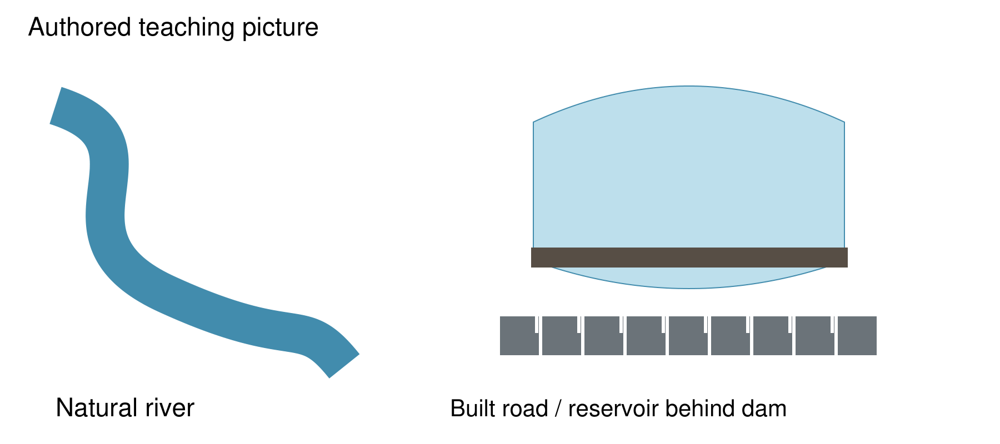 Authored teaching picture
Natural river
Built road / reservoir behind dam